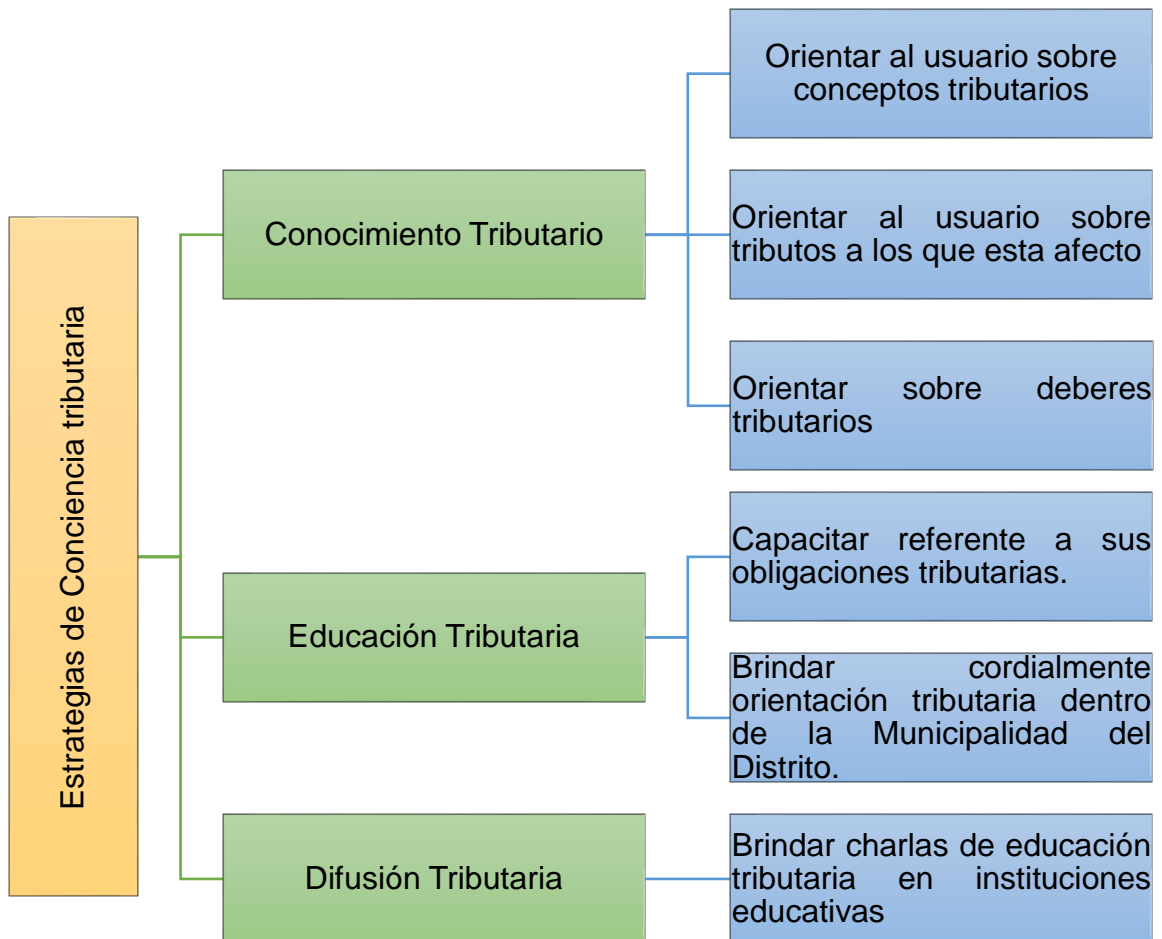 Estrategias de Conciencia tributaria
Conocimiento Tributario
Orientar al usuario sobre
conceptos tributarios
Orientar al usuario sobre
tributos a los que esta afecto
Orientar sobre deberes
tributarios
Educación Tributaria
Capacitar referente a sus
obligaciones tributarias.
Brindar cordialmente
orientación tributaria dentro
de la Municipalidad del
Distrito.
Difusión Tributaria
Brindar charlas de educación
tributaria en instituciones
educativas